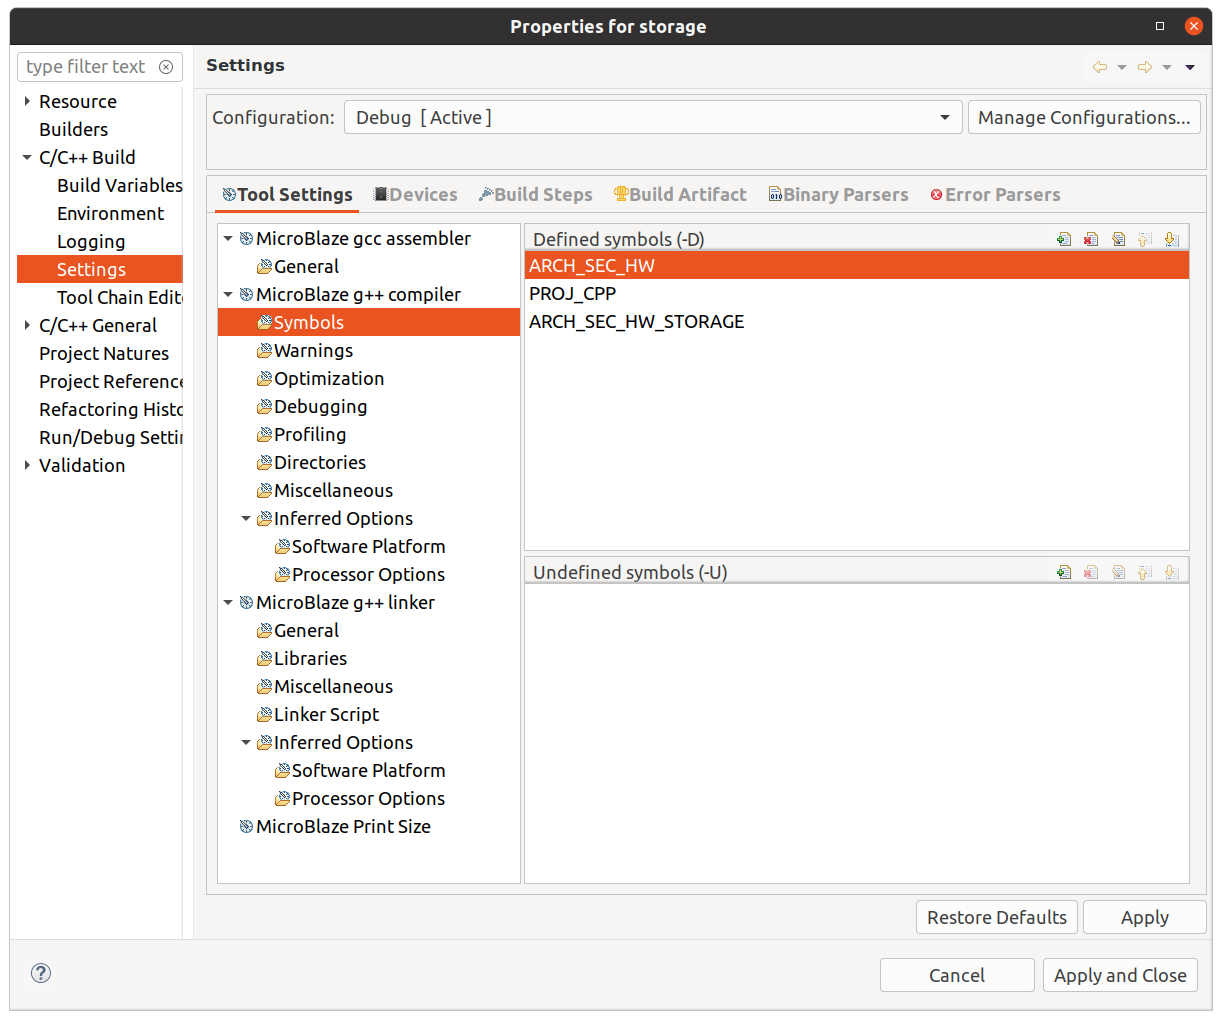 Properties for storage
type filter text
Resource
Builders
C/C++ Build
Build Variables
Environment
Logging
Settings
Tool Chain Edit
C/C++ General
Project Natures
Project Reference
Refactoring Histo
Run/Debug Settin
Validation
Settings
Configuration: Debug [ Active ] Manage Configurations...
Tool Settings Devices Build Steps Build Artifact Binary Parsers Error Parsers
MicroBlaze gcc assembler
General
MicroBlaze g++ compiler
Symbols
Warnings
Optimization
Debugging
Profiling
Directories
Miscellaneous
Inferred Options
Software Platform
Processor Options
MicroBlaze g++ linker
General
Libraries
Miscellaneous
Linker Script
Inferred Options
Software Platform
Processor Options
MicroBlaze Print Size
Defined symbols (-D)
ARCH_SEC_HW
PROJ_CPP
ARCH_SEC_HW_STORAGE
Undefined symbols (-U)
Restore Defaults Apply
? Cancel Apply and Close